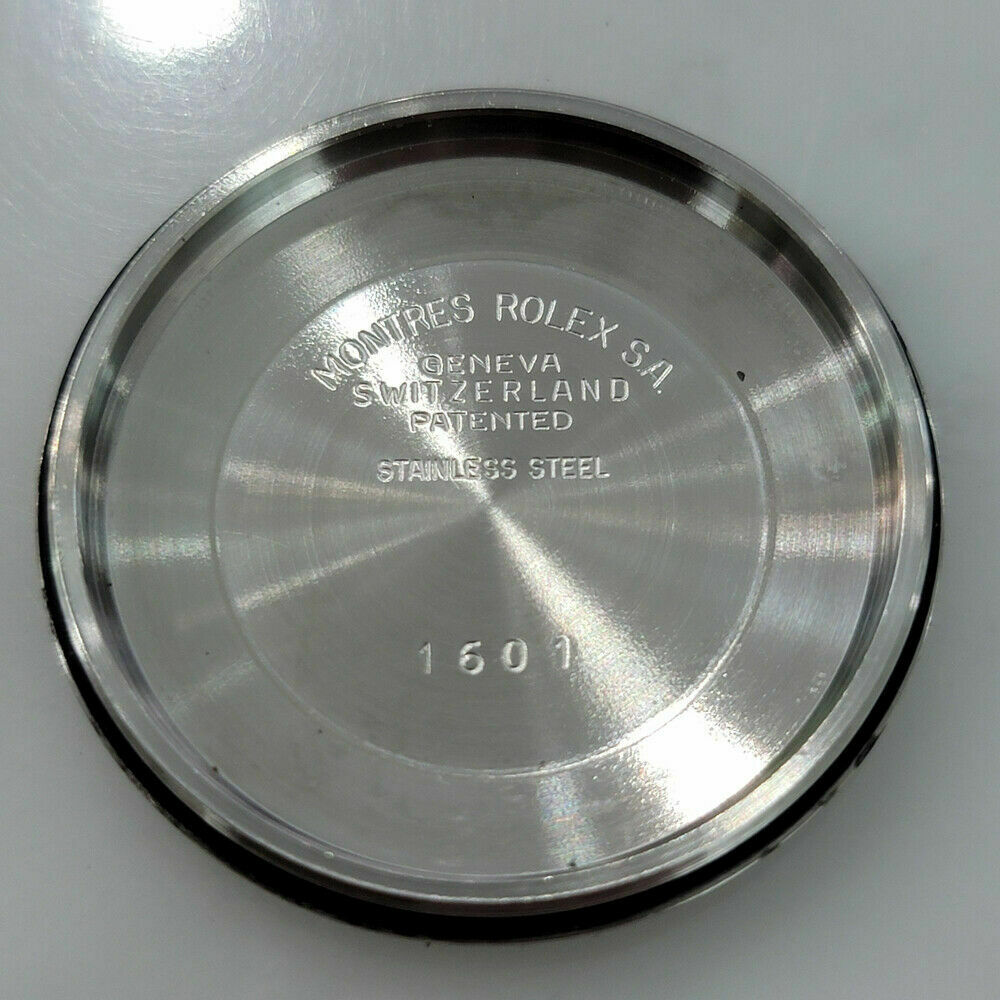 MONTRES ROLEX S.A.
GENEVA
SWITZERLAND
PATENTED
STAINLESS STEEL
1601